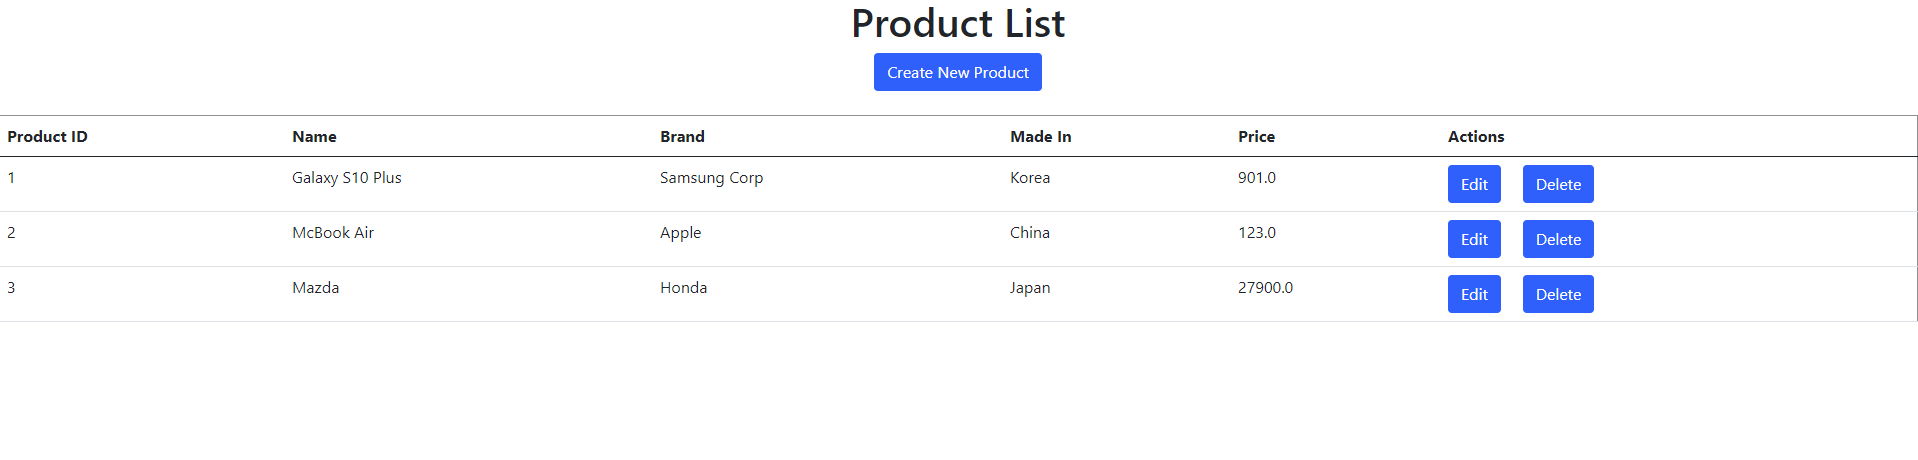 Product List
Create New Product
Product ID Name Brand Made In Price Actions
1 Galaxy S10 Plus Samsung Corp Korea 901.0 Edit Delete
2 McBook Air Apple China 123.0 Edit Delete
3 Mazda Honda Japan 27900.0 Edit Delete